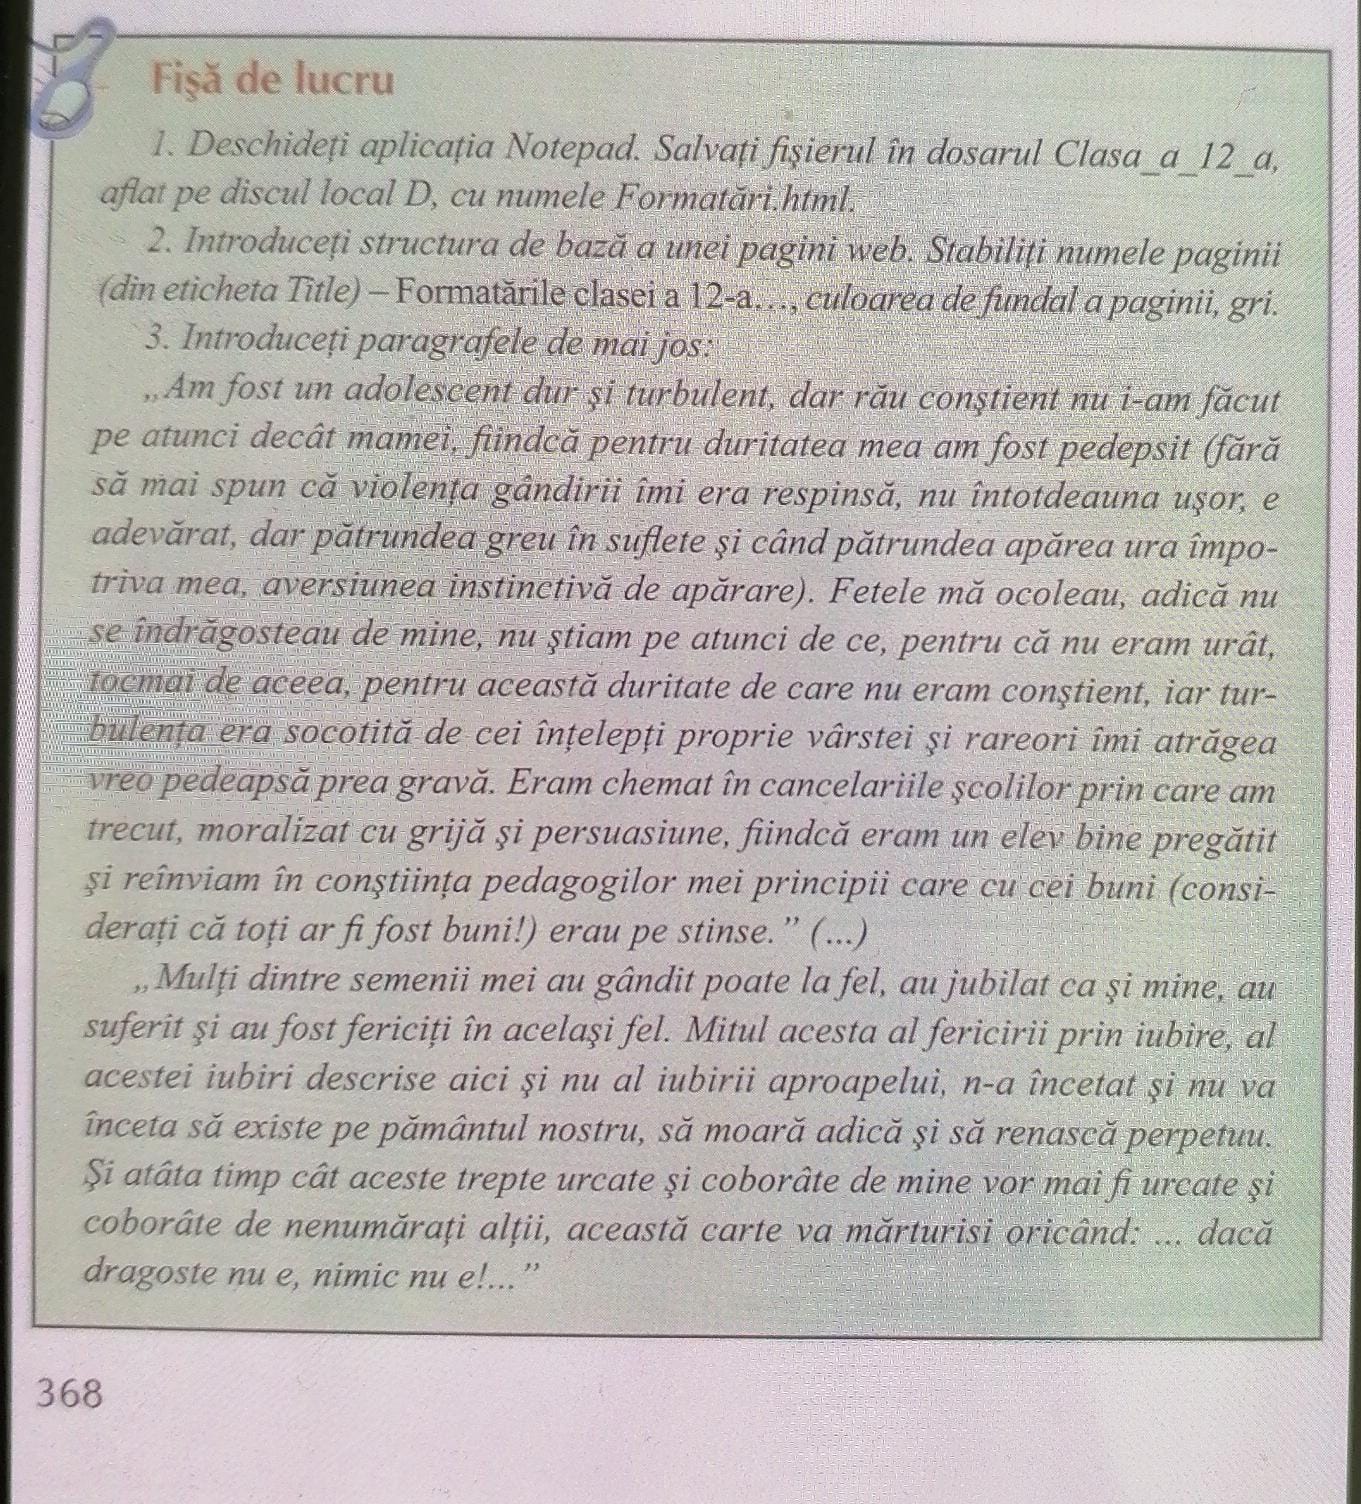 Fişă de lucru
1. Deschideţi aplicaţia Notepad. Salvaţi fişierul în dosarul Clasa_a_12_a,
aflat pe discul local D, cu numele Formatări.html.
2. Introduceţi structura de bază a unei pagini web. Stabiliţi numele paginii
(din eticheta Title) – Formatările clasei a 12-a…, culoarea de fundal a paginii, gri.
3. Introduceţi paragrafele de mai jos:
„Am fost un adolescent dur şi turbulent, dar rău conştient nu i-am făcut
pe atunci decât mamei, fiindcă pentru duritatea mea am fost pedepsit (fără
să mai spun că violenţa gândirii îmi era respinsă, nu întotdeauna uşor, e
adevărat, dar pătrundea greu în suflete şi când pătrundea apărea ura împo-
triva mea, aversiunea instinctivă de apărare). Fetele mă ocoleau, adică nu
se îndrăgosteau de mine, nu ştiam pe atunci de ce, pentru că nu eram urât,
tocmai de aceea, pentru această duritate de care nu eram conştient, iar tur-
bulenţa era socotită de cei înţelepţi proprie vârstei şi rareori îmi atrăgea
vreo pedeapsă prea gravă. Eram chemat în cancelariile şcolilor prin care am
trecut, moralizat cu grijă şi persuasiune, fiindcă eram un elev bine pregătit
şi reînviam în conştiinţa pedagogilor mei principii care cu cei buni (consi-
deraţi că toţi ar fi fost buni!) erau pe stinse.” (...)
„Mulţi dintre semenii mei au gândit poate la fel, au jubilat ca şi mine, au
suferit şi au fost fericiţi în acelaşi fel. Mitul acesta al fericirii prin iubire, al
acestei iubiri descrise aici şi nu al iubirii aproapelui, n-a încetat şi nu va
înceta să existe pe pământul nostru, să moară adică şi să renască perpetuu.
Şi atâta timp cât aceste trepte urcate şi coborâte de mine vor mai fi urcate şi
coborâte de nenumăraţi alţii, această carte va mărturisi oricând: ... dacă
dragoste nu e, nimic nu e!...”
368